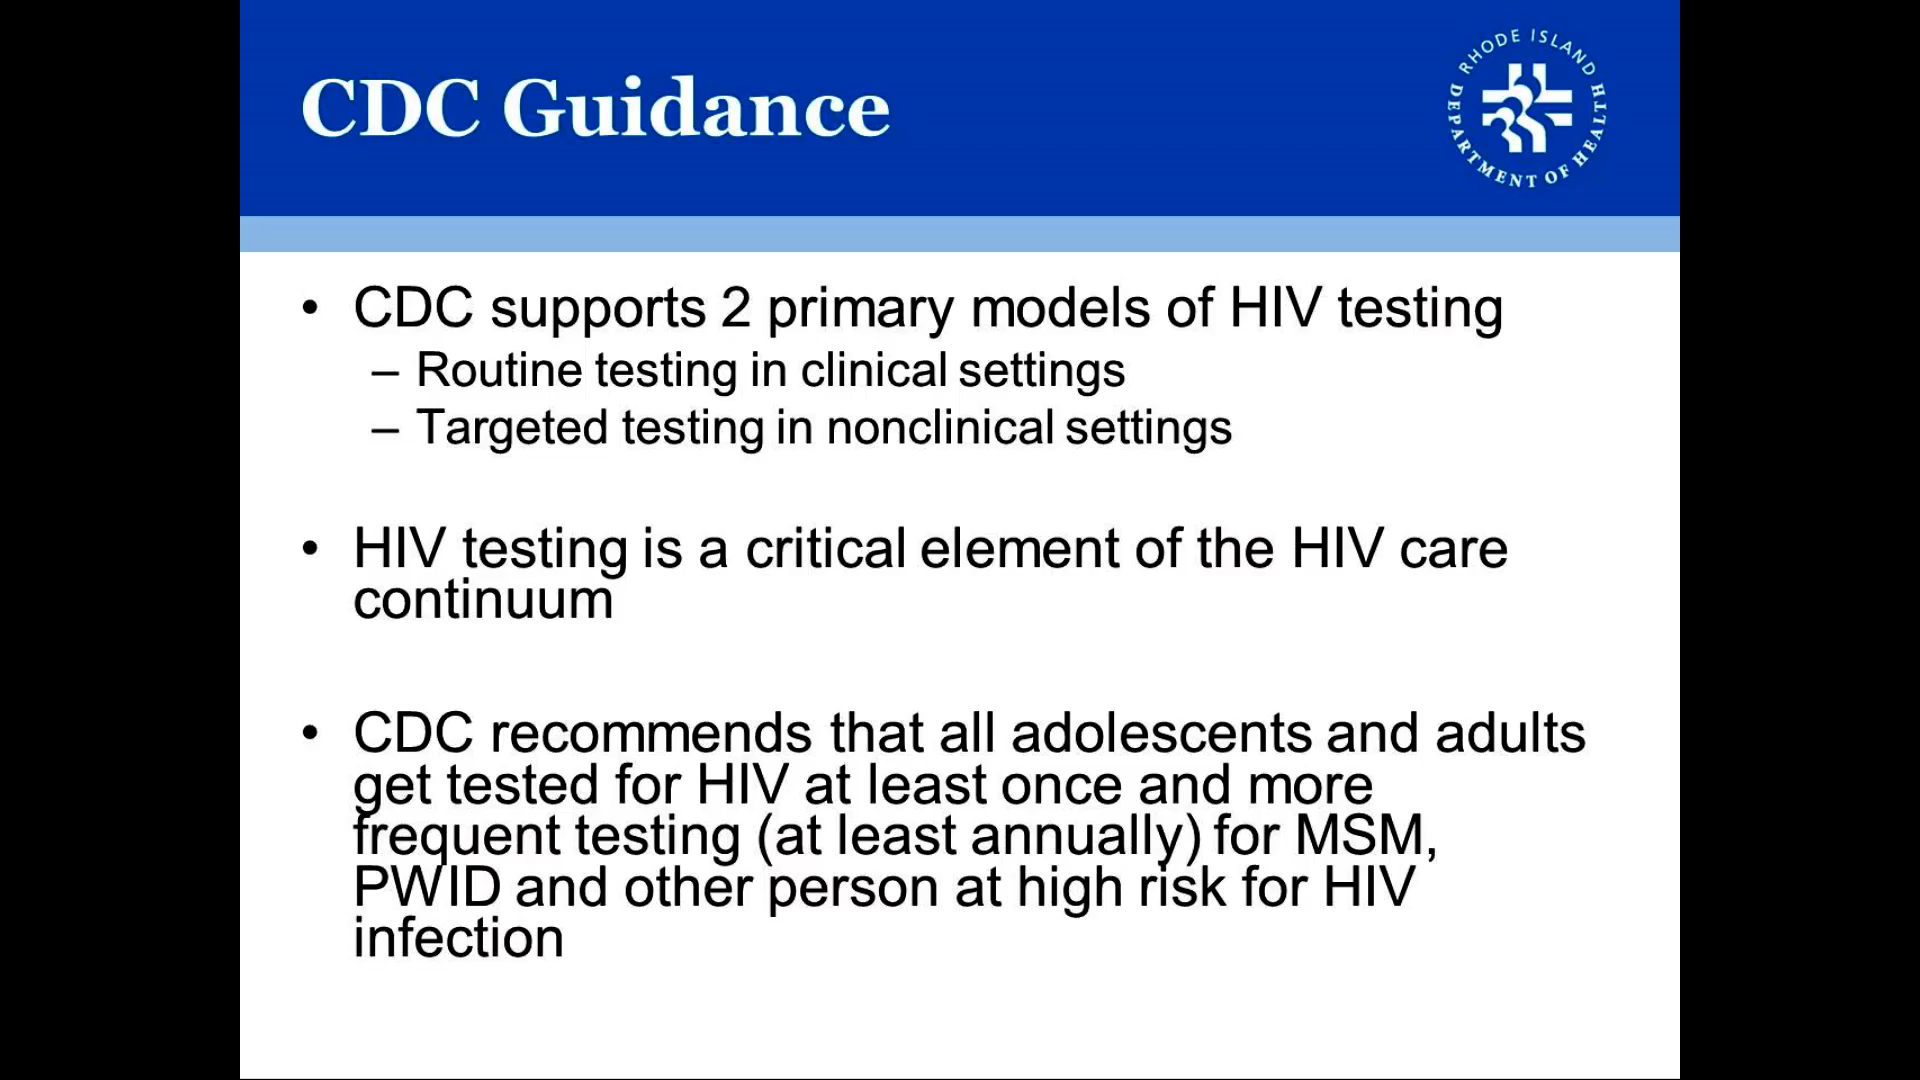 CDC Guidance
RHODE ISLAND
DEPARTMENT OF HEALTH
• CDC supports 2 primary models of HIV testing
– Routine testing in clinical settings
– Targeted testing in nonclinical settings
• HIV testing is a critical element of the HIV care
continuum
• CDC recommends that all adolescents and adults
get tested for HIV at least once and more
frequent testing (at least annually) for MSM,
PWID and other person at high risk for HIV
infection